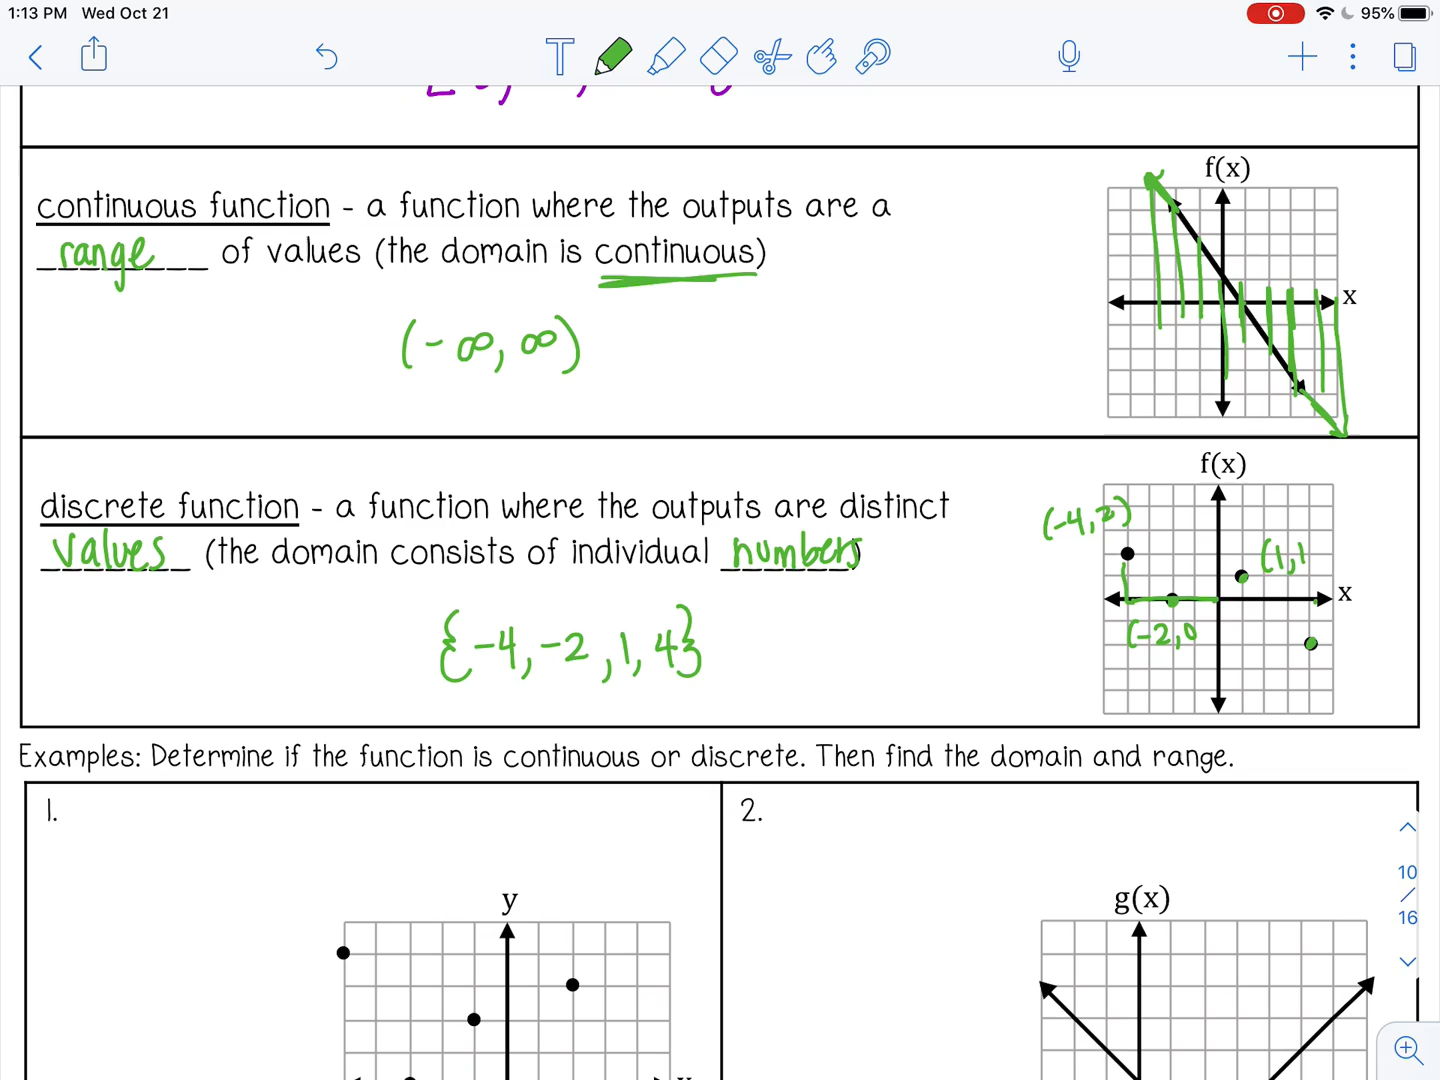 1:13 PM Wed Oct 21
95%
T
f(x)
continuous function - a function where the outputs are a
range of values (the domain is continuous)
x
(-∞, ∞)
f(x)
discrete function - a function where the outputs are distinct
values (the domain consists of individual numbers)
(-4, 2)
(1, 1
x
(-2, 0
{-4, -2, 1, 4}
Examples: Determine if the function is continuous or discrete. Then find the domain and range.
1.
2.
10
/
16
y
g(x)